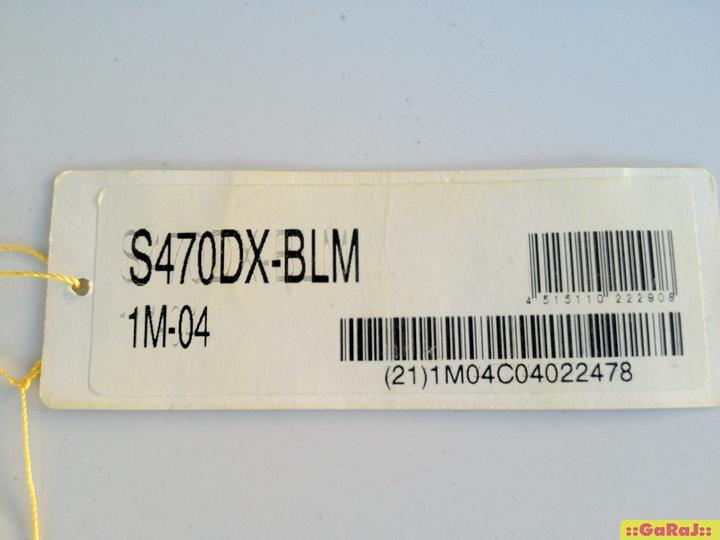 S470DX-BLM
1M-04
4 515110 222908
(21)1M04C04022478
::GaRaJ::